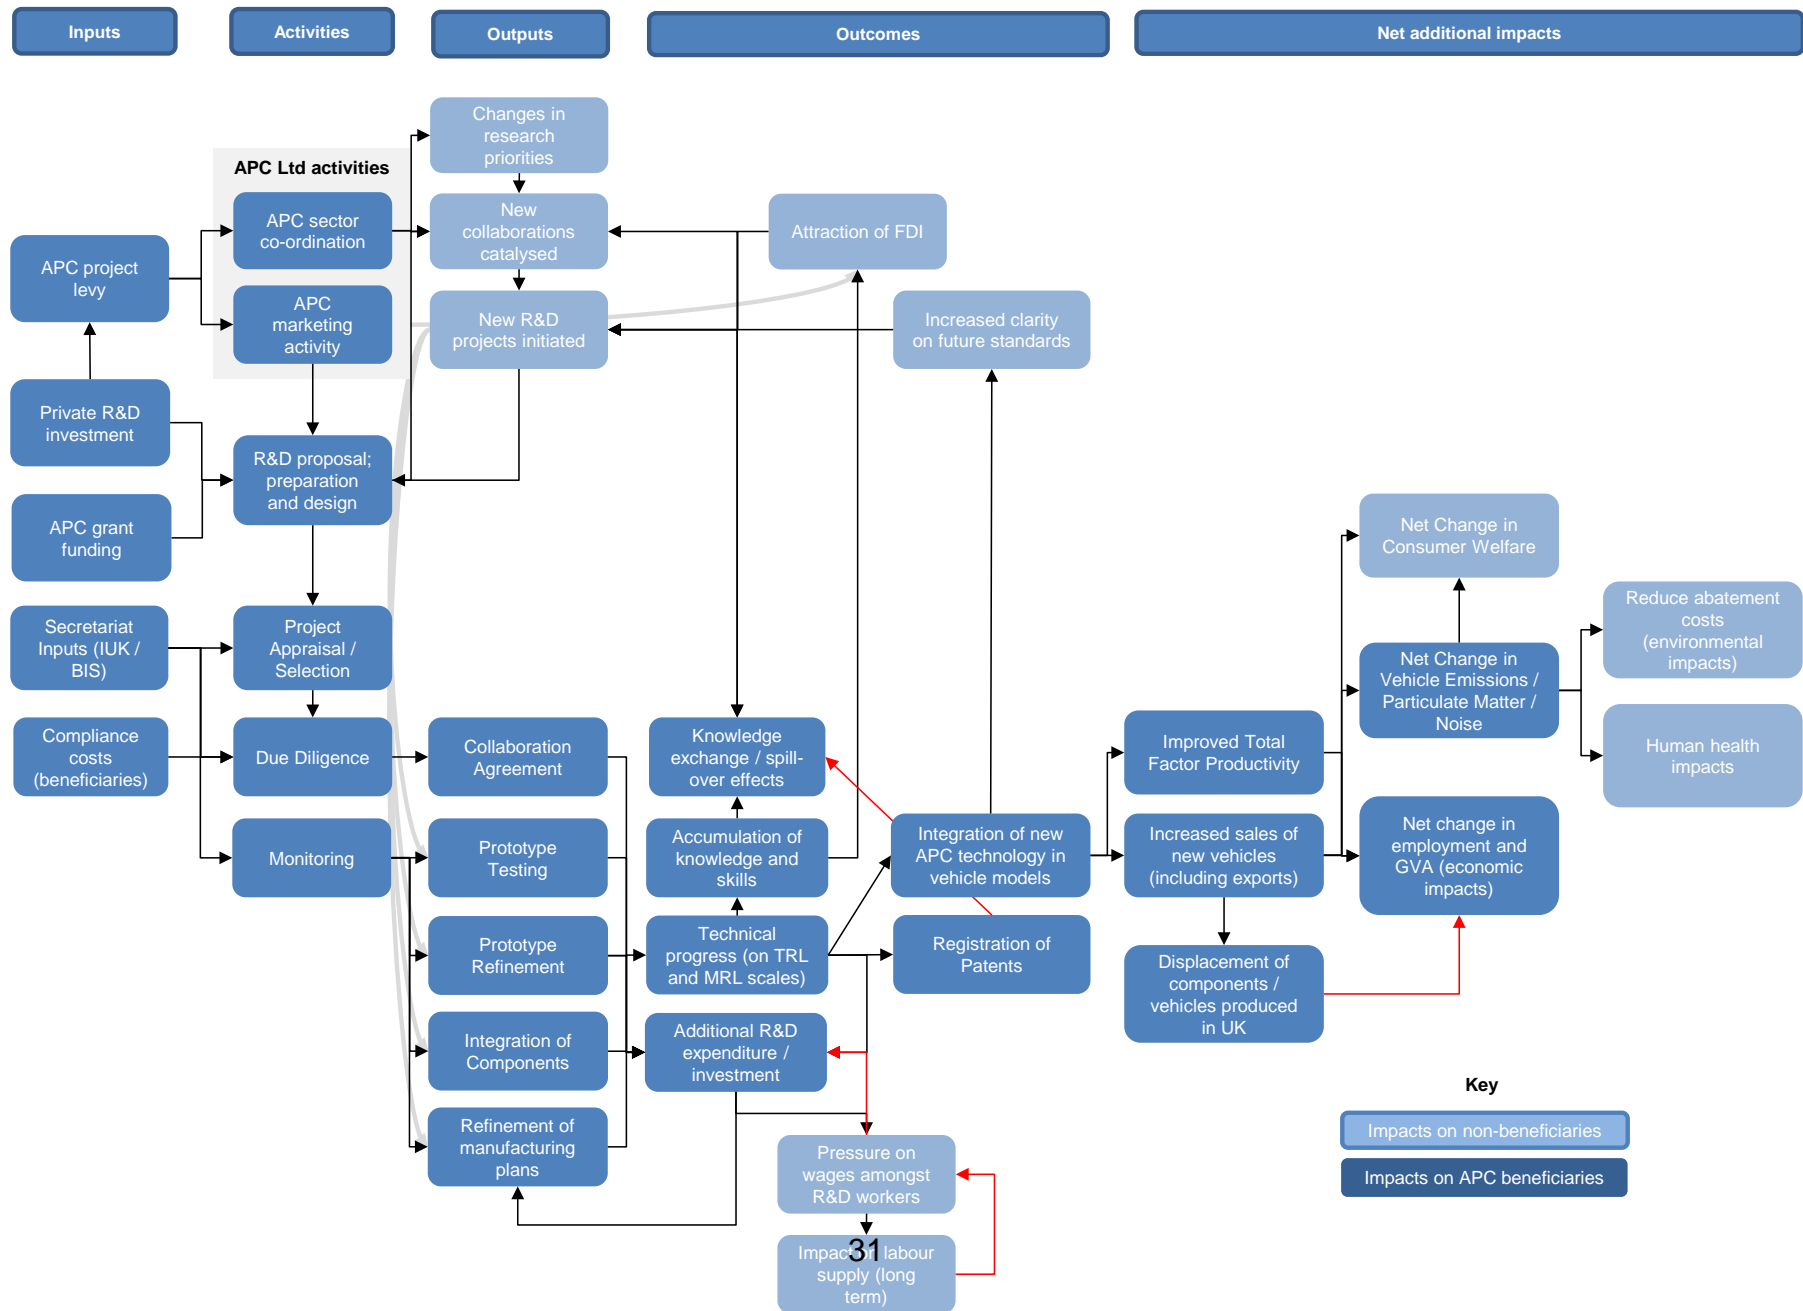 Inputs
Activities
Outputs
Outcomes
Net additional impacts
APC project
levy
Private R&D
investment
APC grant
funding
Secretariat
Inputs (IUK /
BIS)
Compliance
costs
(beneficiaries)
APC Ltd activities
APC sector
co-ordination
APC
marketing
activity
R&D proposal;
preparation
and design
Project
Appraisal /
Selection
Due Diligence
Monitoring
Changes in
research
priorities
New
collaborations
catalysed
New R&D
projects initiated
Collaboration
Agreement
Prototype
Testing
Prototype
Refinement
Integration of
Components
Refinement of
manufacturing
plans
Attraction of FDI
Increased clarity
on future standards
Knowledge
exchange / spill-
over effects
Accumulation of
knowledge and
skills
Technical
progress (on TRL
and MRL scales)
Additional R&D
expenditure /
investment
Pressure on
wages amongst
R&D workers
Impact on labour
supply (long
term)
31
Integration of new
APC technology in
vehicle models
Registration of
Patents
Improved Total
Factor Productivity
Increased sales of
new vehicles
(including exports)
Displacement of
components /
vehicles produced
in UK
Net Change in
Consumer Welfare
Net Change in
Vehicle Emissions /
Particulate Matter /
Noise
Net change in
employment and
GVA (economic
impacts)
Reduce abatement
costs
(environmental
impacts)
Human health
impacts
Key
Impacts on non-beneficiaries
Impacts on APC beneficiaries